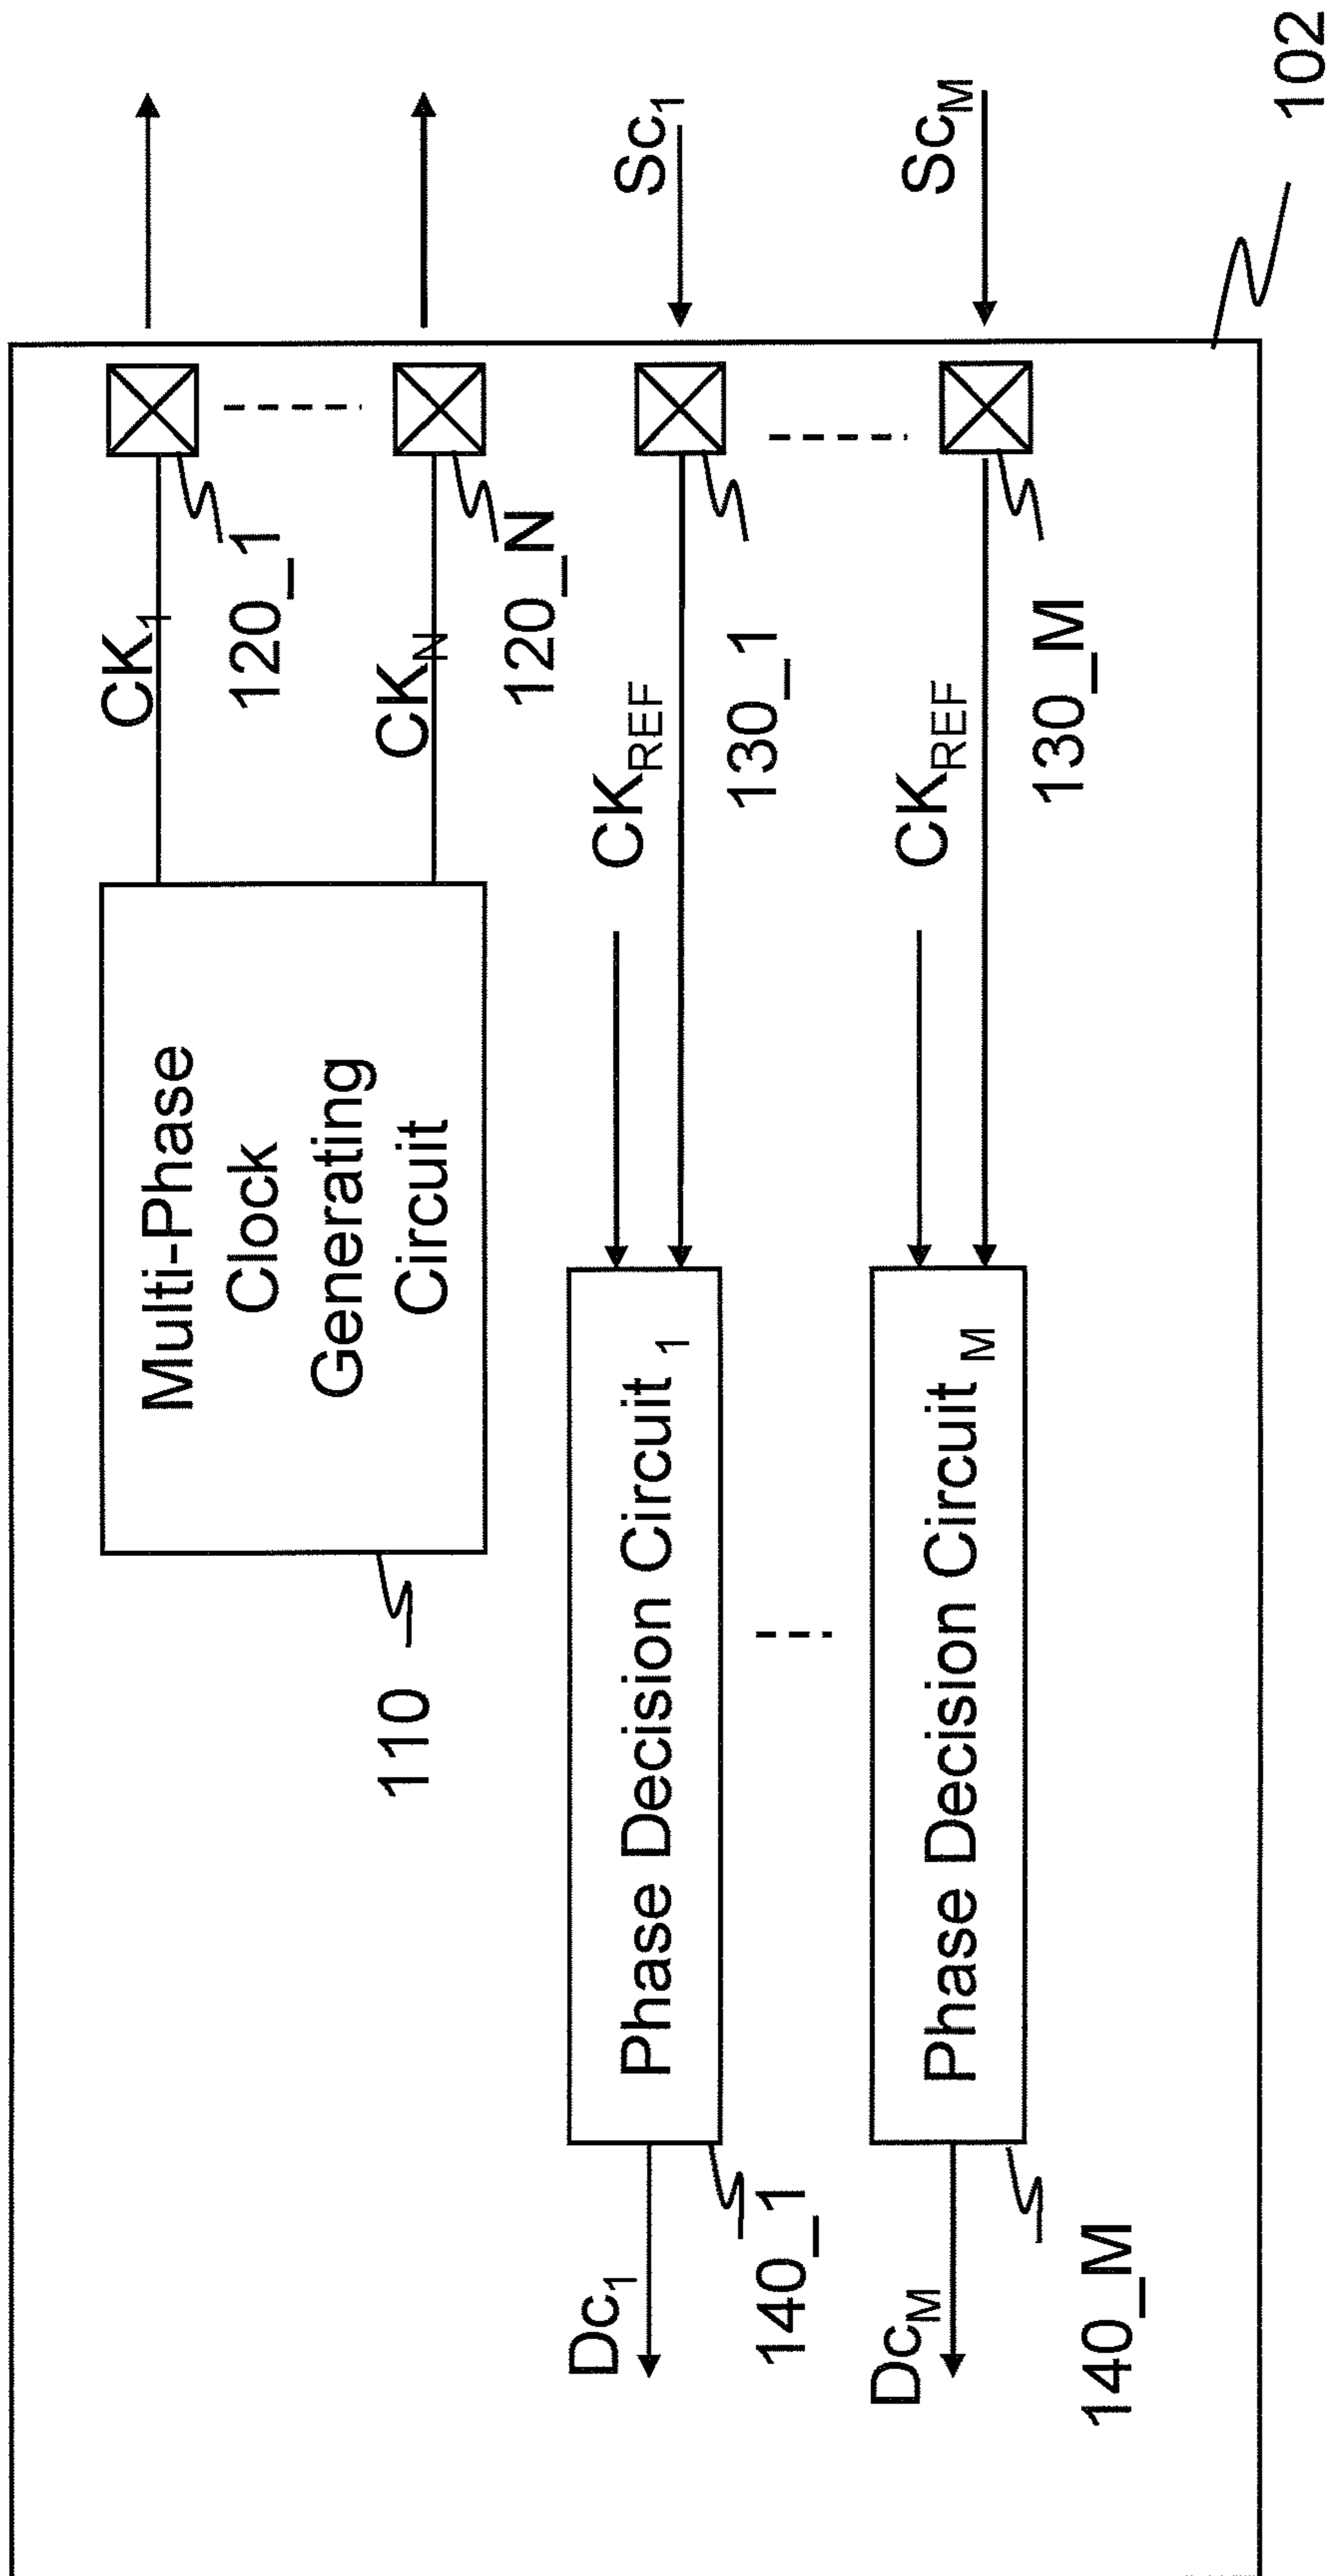 Multi-Phase
Clock
Generating
Circuit
110
CK1
120_1
CKN
120_N
Sc1
CKREF
130_1
Phase Decision Circuit 1
Dc1
140_1
ScM
CKREF
130_M
Phase Decision Circuit M
DcM
140_M
102